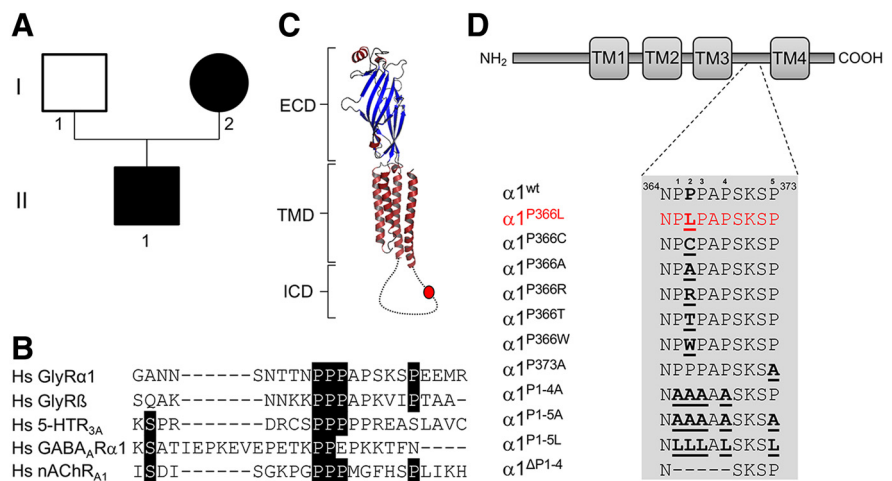 A
I
1
2
II
1
B
Hs GlyRα1 GANN------SNTTNPPPAPSKSPEEMR
Hs GlyRß SQAK------NNKKPPPAPKVIPTAA-
Hs 5-HTR3A KSPR------DRCSPPPPPREASLAVC
Hs GABAARα1 KSATIEPKEVEPETKPPEPKKTFN----
Hs nAChRA1 ISDI------SGKPGPPPMGFHSPLIKH
C
ECD
TMD
ICD
D
NH2 TM1 TM2 TM3 TM4 COOH
1 2 3 4 5
α1wt 364 NPPPAPSKSP 373
α1P366L NPLPAPSKSP
α1P366C NPCPAPSKSP
α1P366A NPAPAPSKSP
α1P366R NPRPAPSKSP
α1P366T NPTPAPSKSP
α1P366W NPWPAPSKSP
α1P373A NPPPAPSKSA
α1P1-4A NAAAAASKSP
α1P1-5A NAAAAASKSA
α1P1-5L NLLLALSKSL
α1ΔP1-4 N-----SKSP